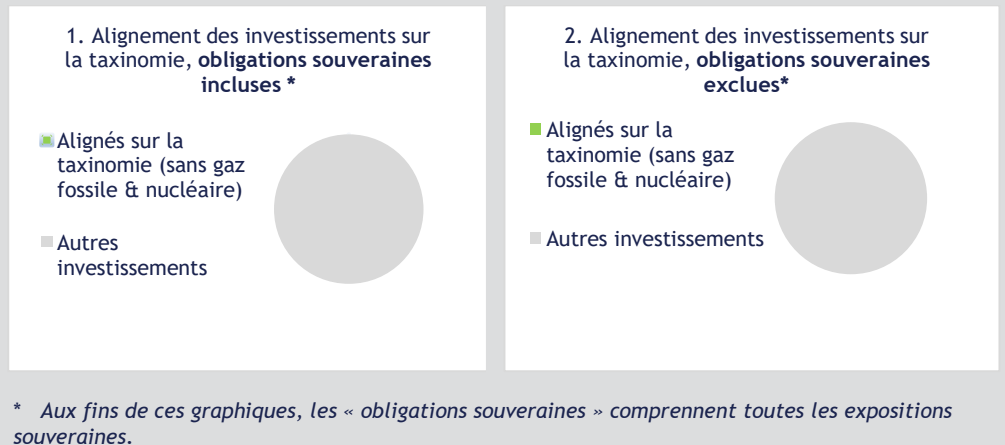 1. Alignement des investissements sur
la taxinomie, obligations souveraines
incluses *
Alignés sur la
taxinomie (sans gaz
fossile & nucléaire)
Autres
investissements
2. Alignement des investissements sur
la taxinomie, obligations souveraines
exclues*
Alignés sur la
taxinomie (sans gaz
fossile & nucléaire)
Autres investissements
* Aux fins de ces graphiques, les « obligations souveraines » comprennent toutes les expositions
souveraines.